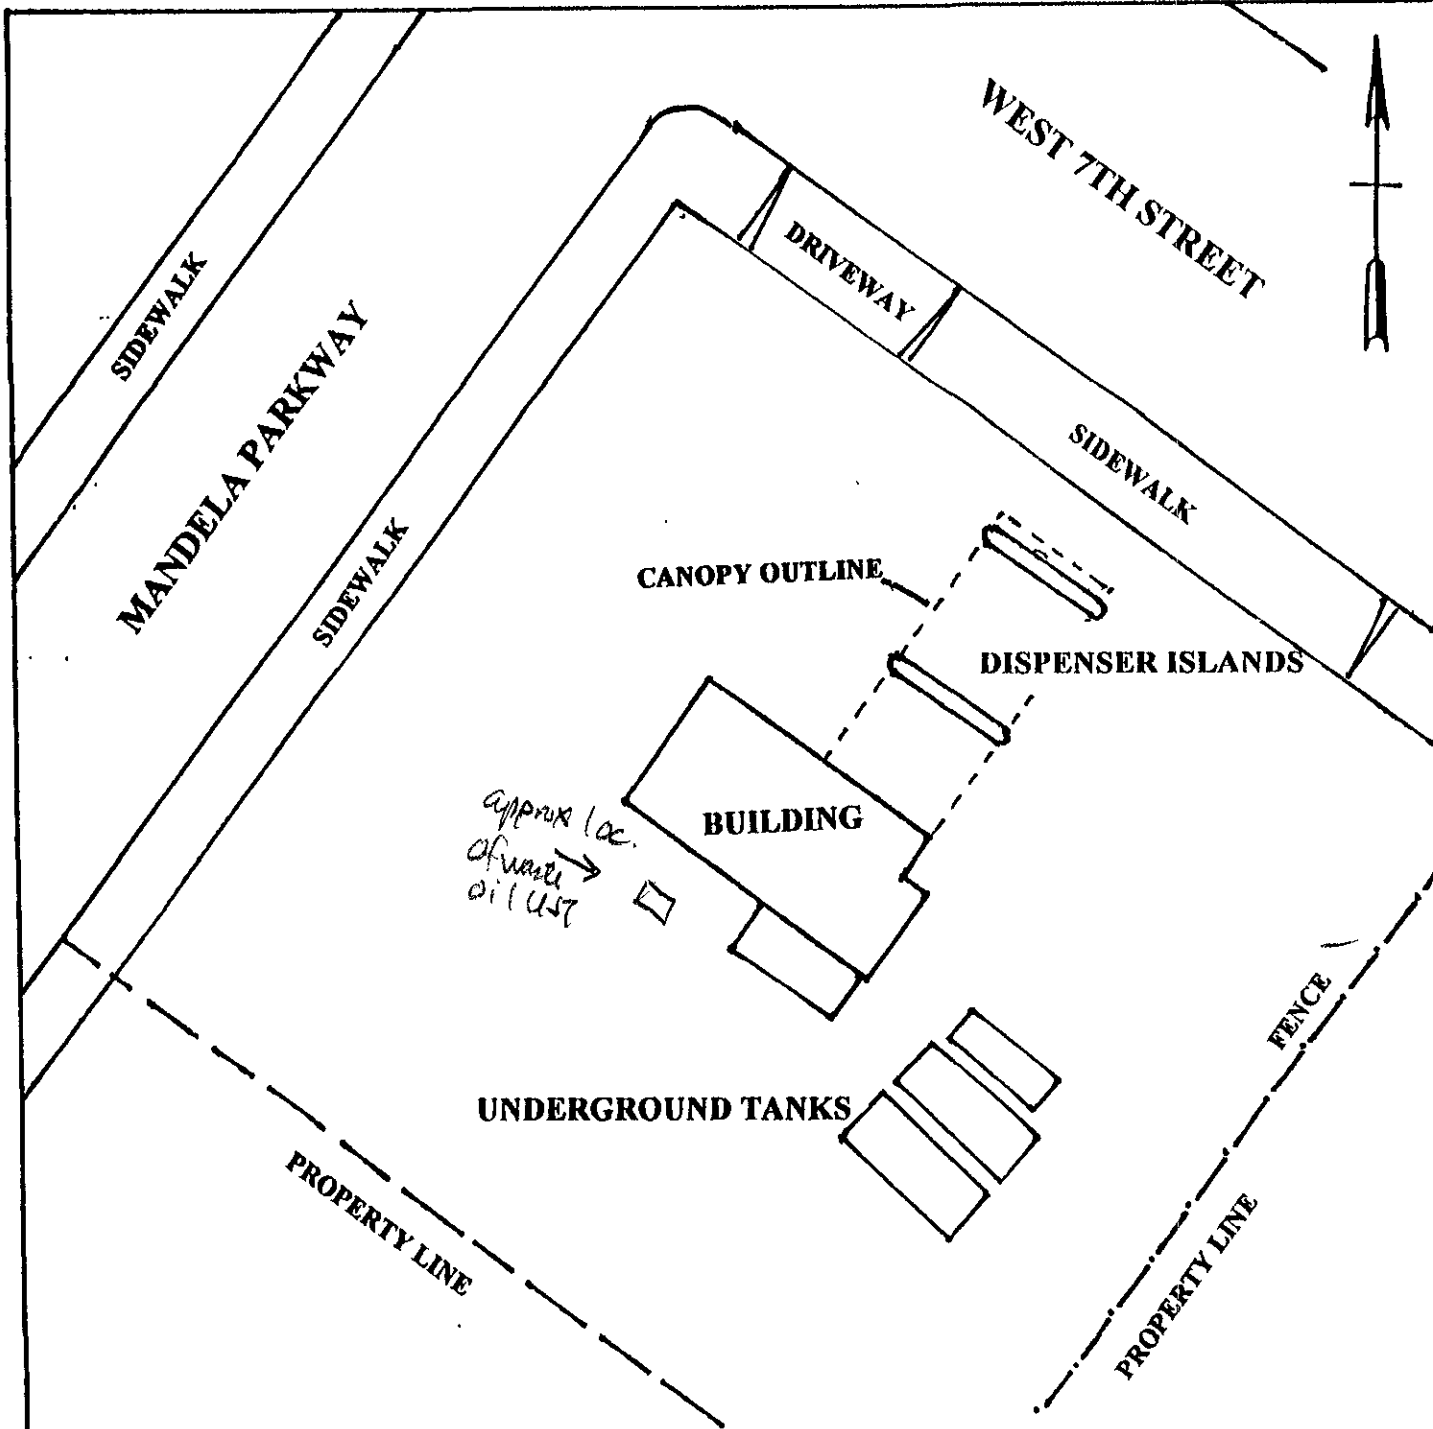 WEST 7TH STREET
DRIVEWAY
SIDEWALK
MANDELA PARKWAY
SIDEWALK
SIDEWALK
CANOPY OUTLINE
DISPENSER ISLANDS
BUILDING
approx loc.
of waste
oil UST
FENCE
UNDERGROUND TANKS
PROPERTY LINE
PROPERTY LINE